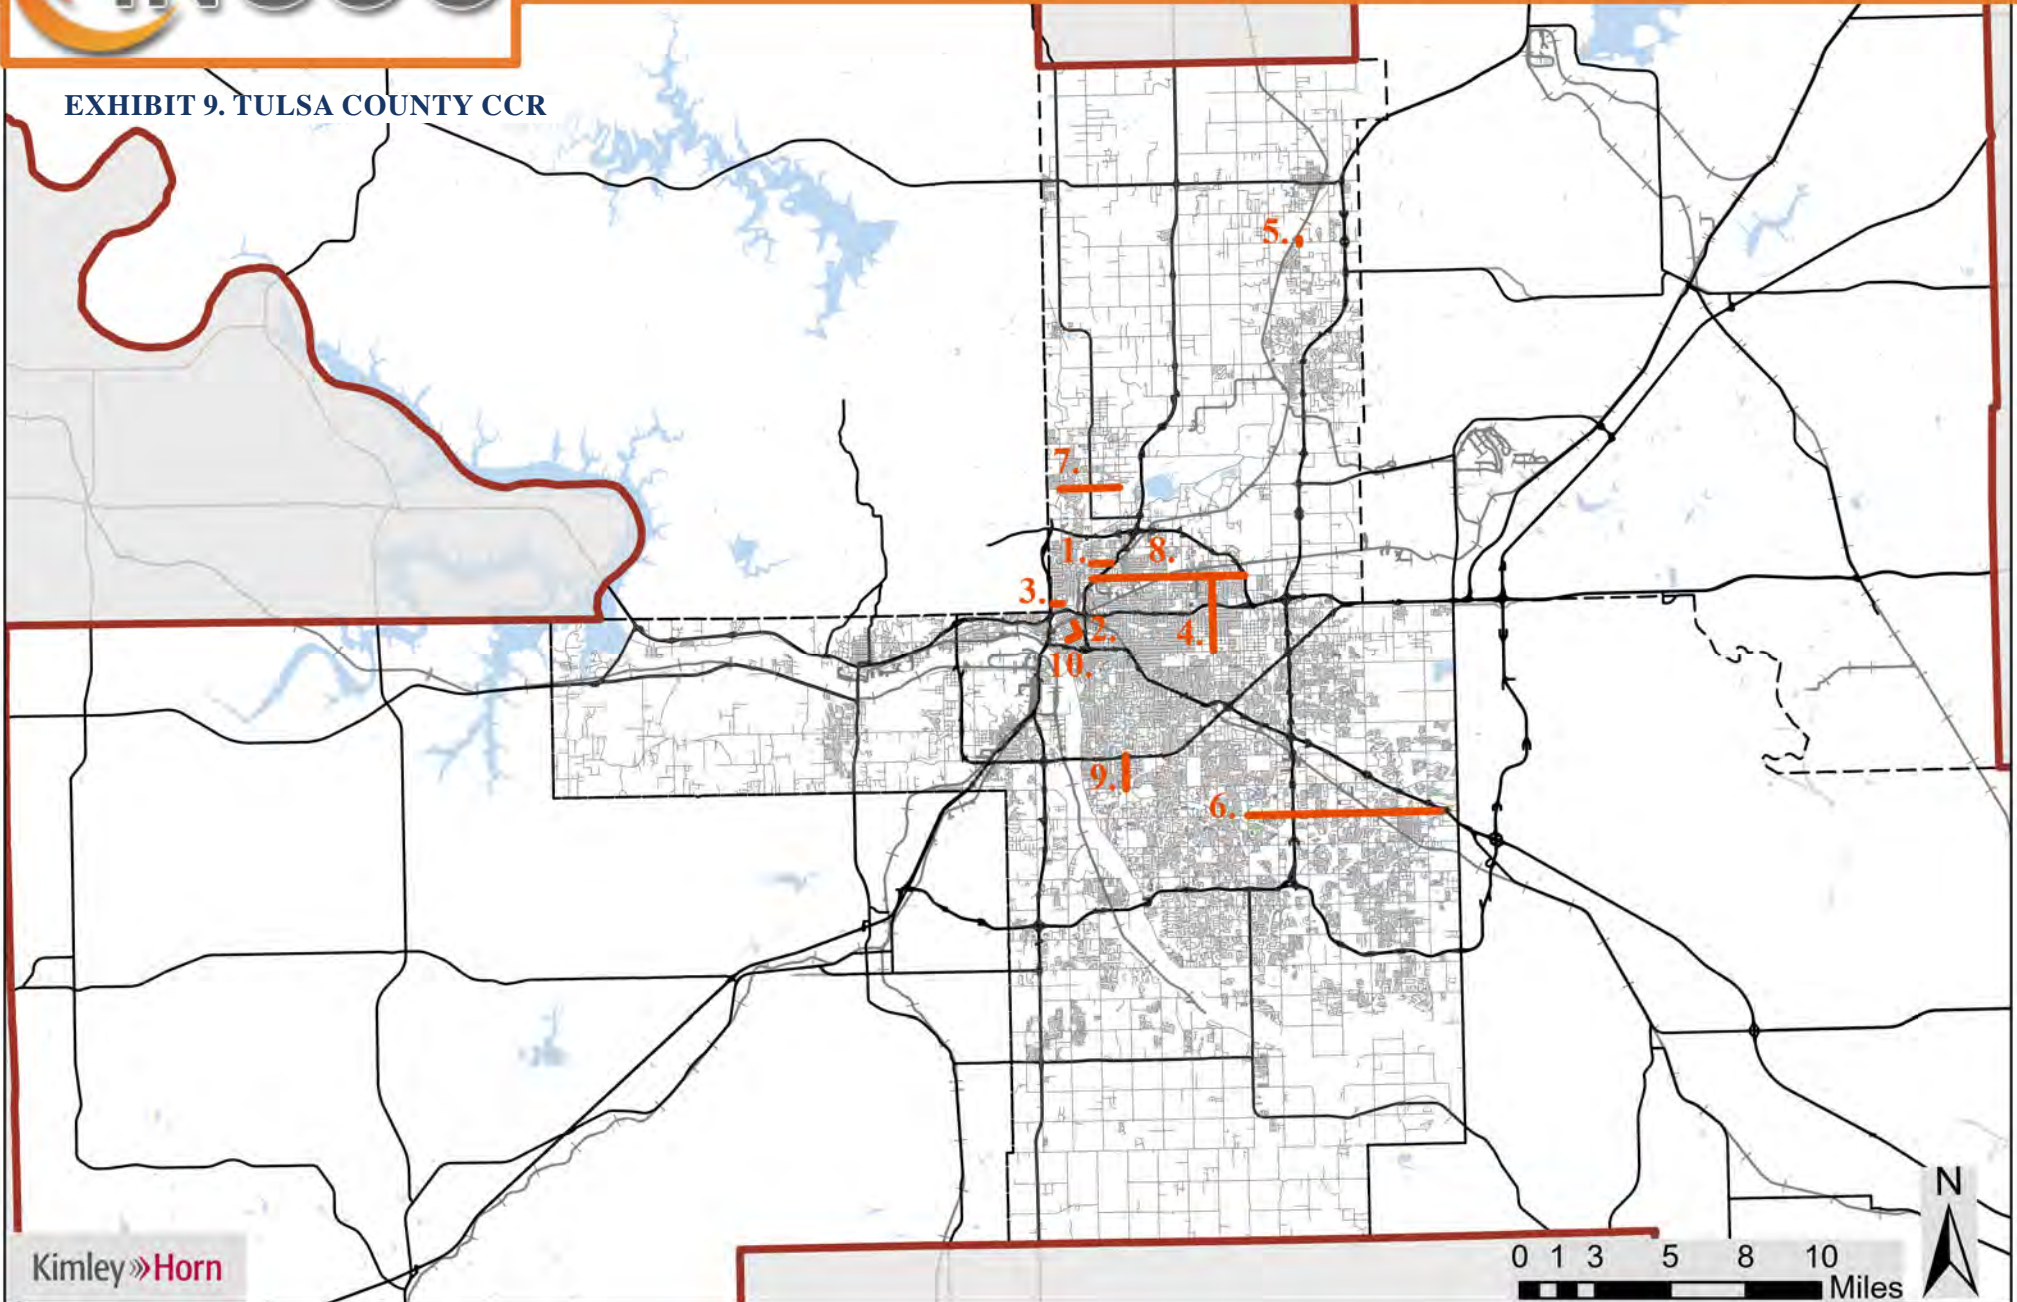 EXHIBIT 9. TULSA COUNTY CCR
5.
7.
1.
8.
3.
2.
4.
10.
9.
6.
N
0 1 3 5 8 10
Miles
Kimley»Horn